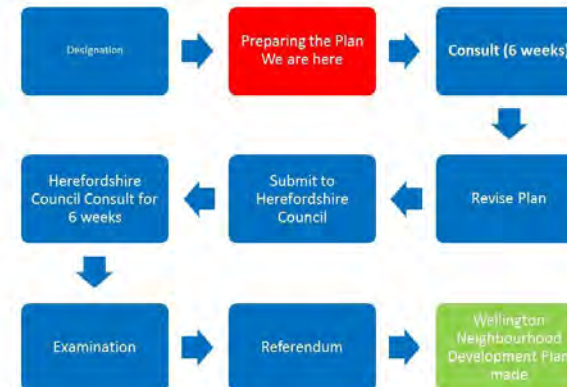 Designation
Preparing the Plan
We are here
Consult (6 weeks)
Revise Plan
Submit to
Herefordshire
Council
Herefordshire
Council Consult for
6 weeks
Examination
Referendum
Wellington
Neighbourhood
Development Plan
made